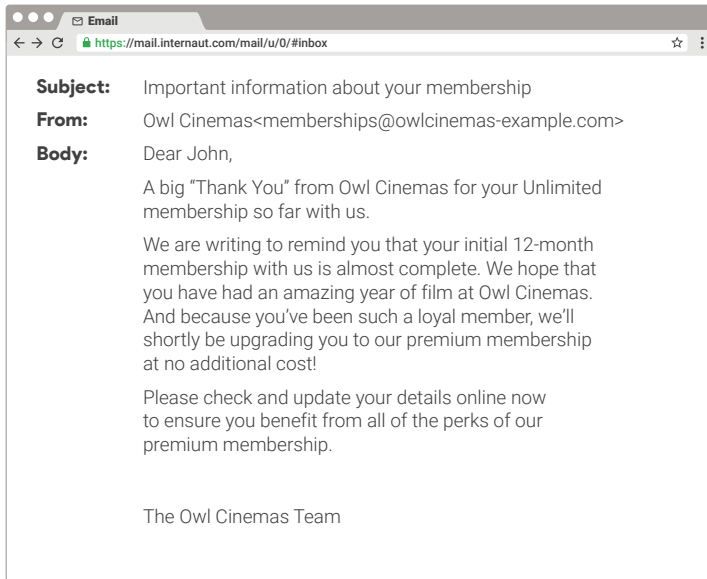 Email
https://mail.internaut.com/mail/u/0/#inbox
Subject: Important information about your membership
From: Owl Cinemas<memberships@owlcinemas-example.com>
Body: Dear John,
A big “Thank You” from Owl Cinemas for your Unlimited
membership so far with us.
We are writing to remind you that your initial 12-month
membership with us is almost complete. We hope that
you have had an amazing year of film at Owl Cinemas.
And because you’ve been such a loyal member, we’ll
shortly be upgrading you to our premium membership
at no additional cost!
Please check and update your details online now
to ensure you benefit from all of the perks of our
premium membership.
The Owl Cinemas Team